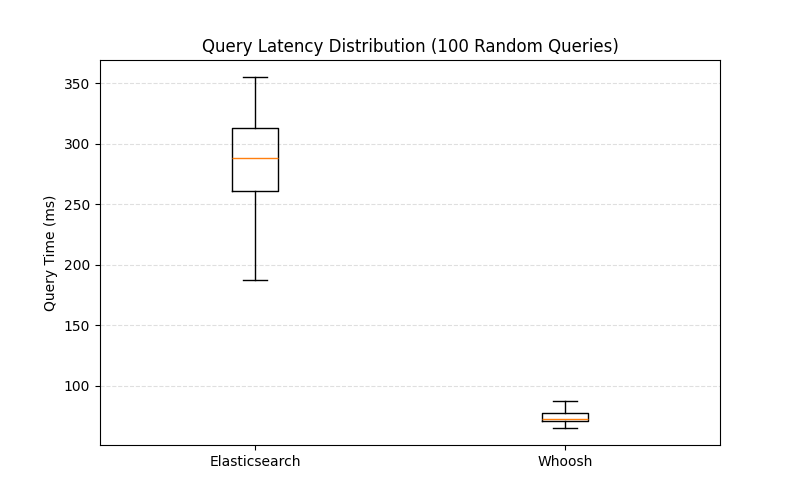 Query Latency Distribution (100 Random Queries)
Query Time (ms)
350
300
250
200
150
100
Elasticsearch
Whoosh